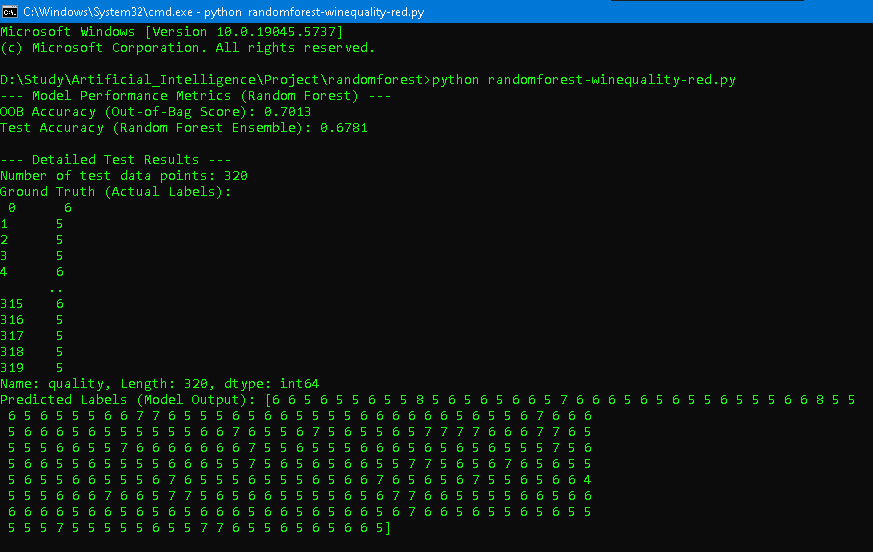 C:\Windows\System32\cmd.exe - python randomforest-winequality-red.py
Microsoft Windows [Version 10.0.19045.5737]
(c) Microsoft Corporation. All rights reserved.
D:\Study\Artificial_Intelligence\Project\randomforest>python randomforest-winequality-red.py
--- Model Performance Metrics (Random Forest) ---
OOB Accuracy (Out-of-Bag Score): 0.7013
Test Accuracy (Random Forest Ensemble): 0.6781
--- Detailed Test Results ---
Number of test data points: 320
Ground Truth (Actual Labels):
0 6
1 5
2 5
3 5
4 6
..
315 6
316 5
317 5
318 5
319 5
Name: quality, Length: 320, dtype: int64
Predicted Labels (Model Output): [6 6 5 6 5 5 5 6 5 5 8 5 6 5 6 5 6 6 5 7 6 6 6 5 6 5 6 5 5 6 5 5 5 6 6 8 5 5
6 5 6 5 5 5 6 6 7 7 6 5 5 5 6 5 6 6 5 5 5 5 6 6 6 6 6 6 5 6 5 5 6 7 6 6 6
5 6 6 6 5 6 5 5 5 5 5 5 6 6 7 6 5 5 6 7 5 6 5 5 6 5 7 7 7 7 6 6 6 7 7 6 5
5 5 5 6 6 5 5 7 6 6 6 6 6 6 6 7 5 6 5 6 6 5 6 6 6 6 5 6 5 6 5 6 5 5 5 7 5 6
5 6 6 5 5 6 5 5 5 5 6 6 6 5 5 7 5 6 5 6 5 6 6 5 5 7 7 5 6 5 6 7 6 5 6 5 5
5 6 5 5 6 5 5 5 5 6 7 6 5 5 5 6 5 5 5 6 5 6 6 7 6 5 6 5 6 7 5 5 6 5 6 6 4
5 5 5 6 6 6 7 6 6 5 7 7 5 6 5 5 5 6 5 5 5 6 5 6 7 7 6 6 5 5 5 5 6 6 5 6 6
6 6 6 6 5 6 5 6 5 5 6 5 6 5 6 6 5 6 5 6 5 6 5 6 6 7 6 6 5 6 5 5 6 5 6 5 5
5 5 5 7 5 5 5 5 5 6 5 5 7 7 6 5 5 6 5 6 5 6 6 5]